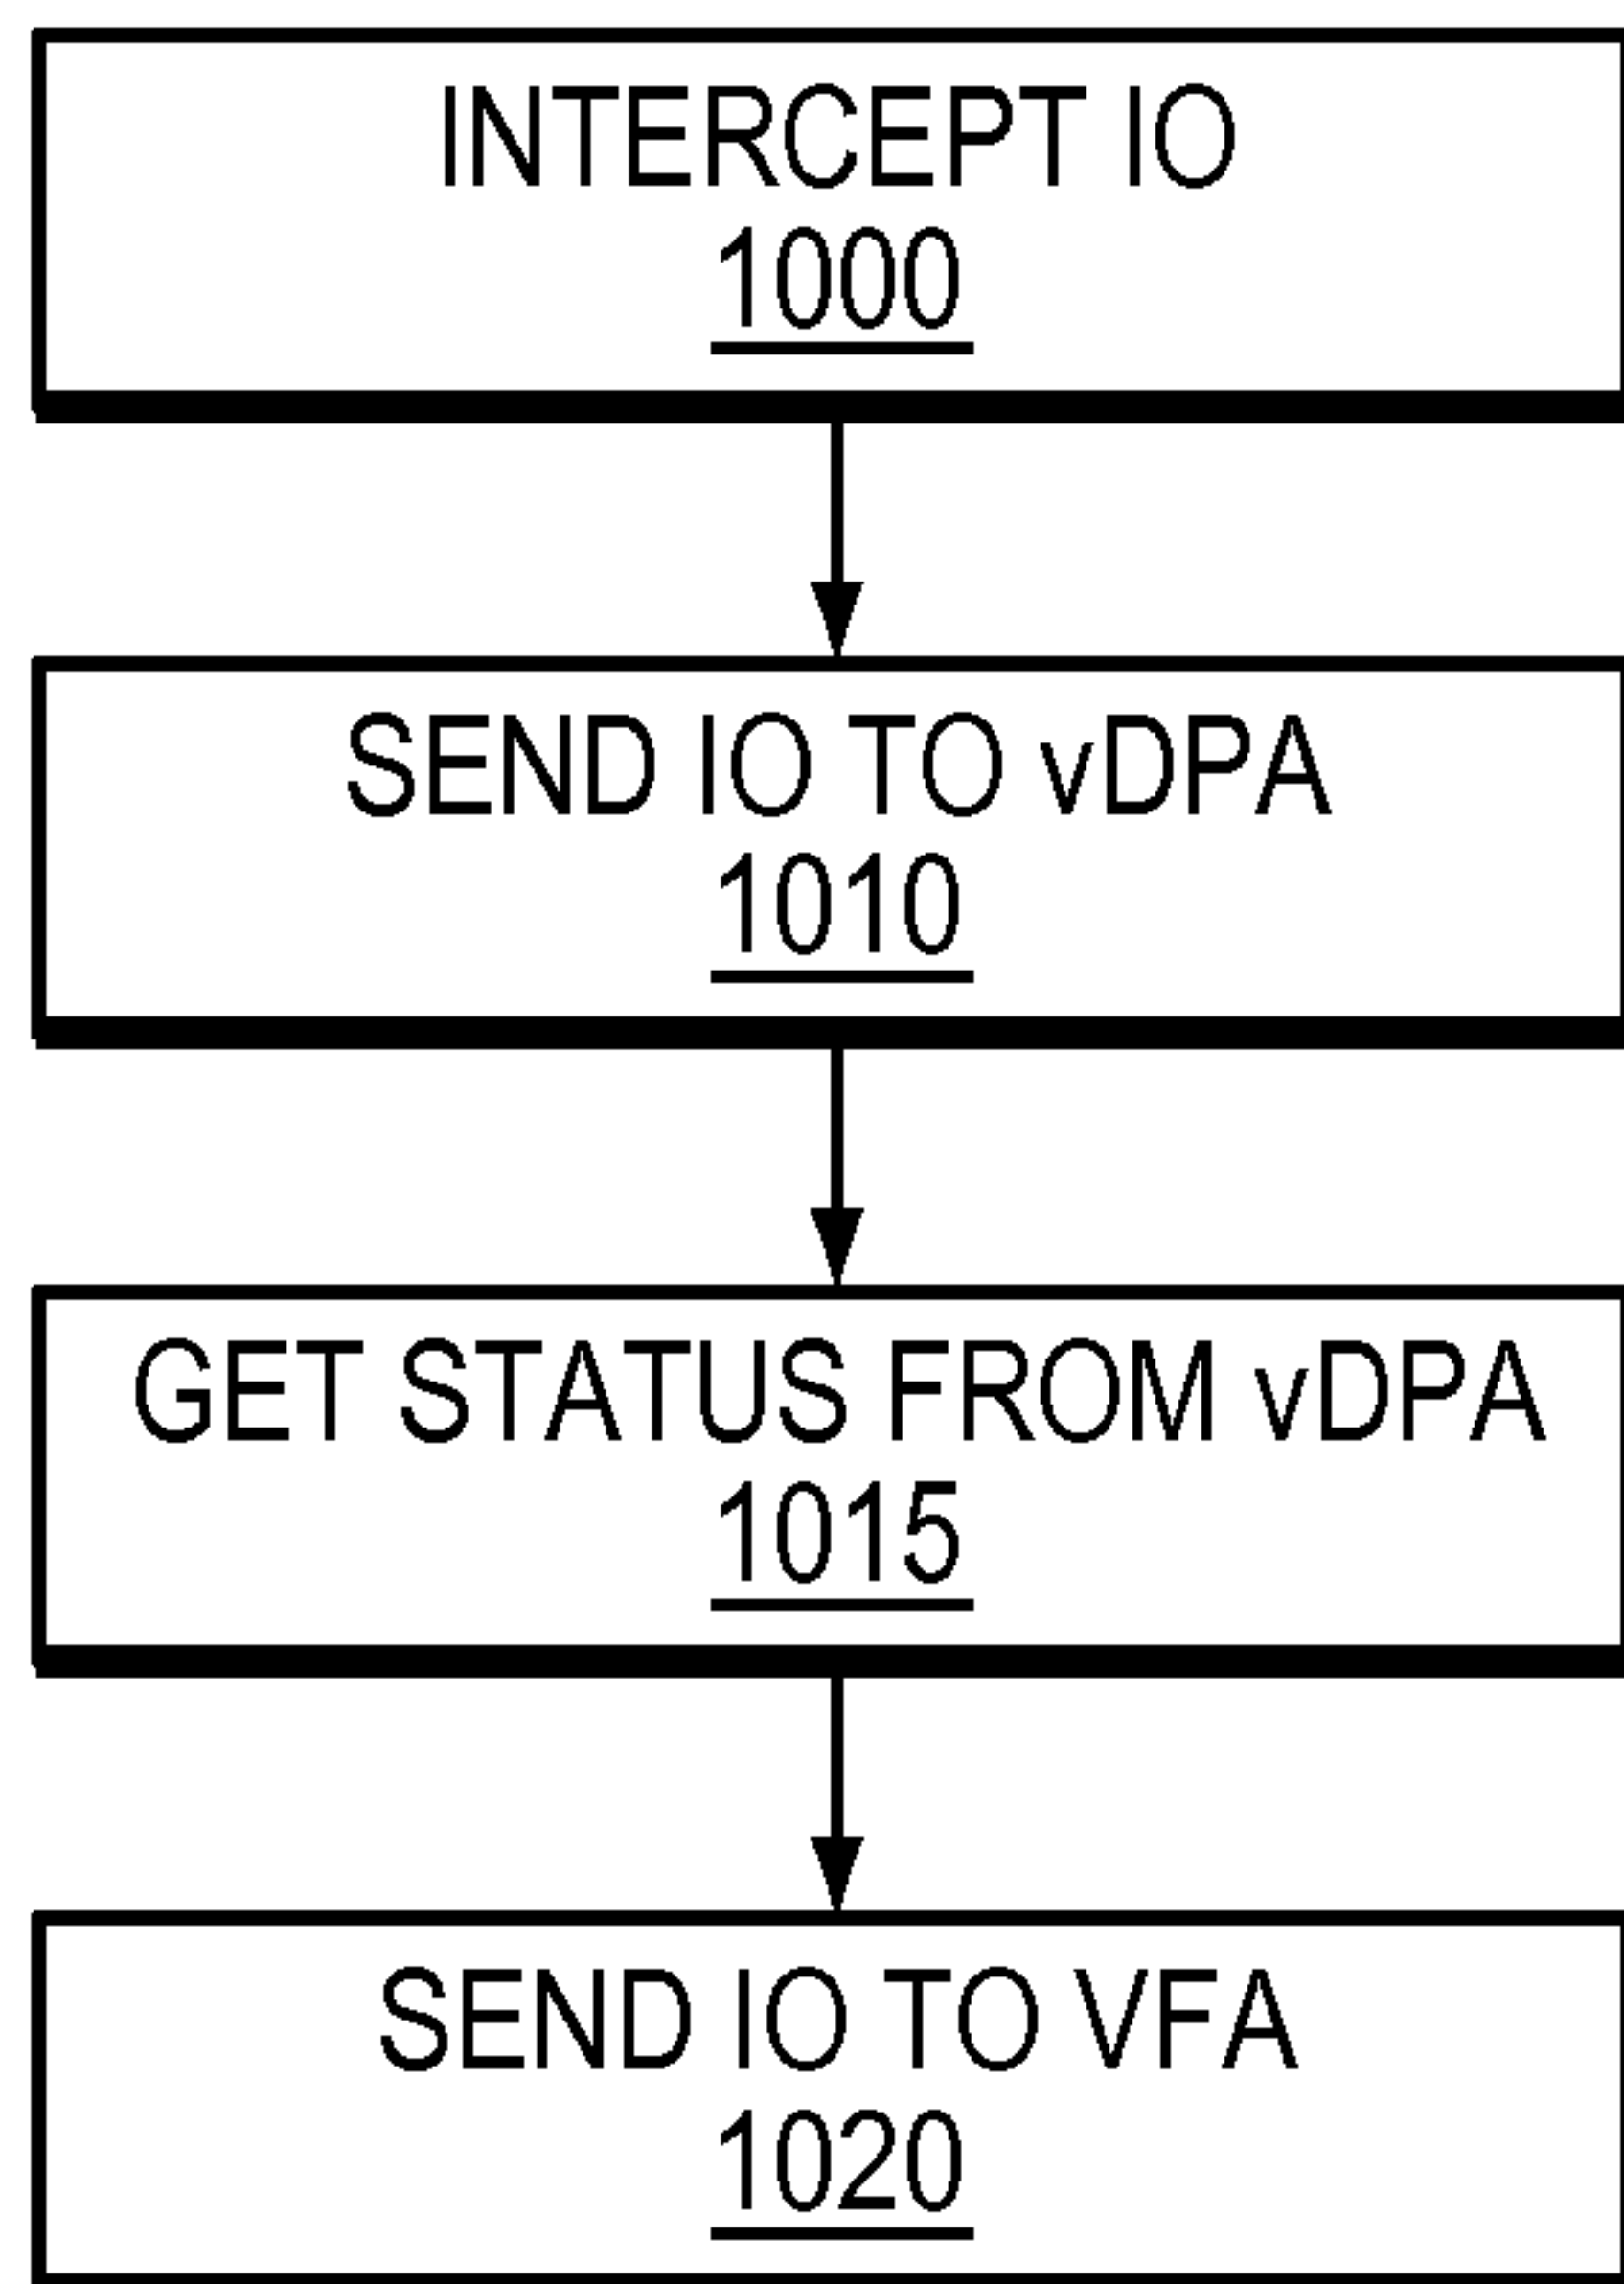 INTERCEPT IO
1000
SEND IO TO vDPA
1010
GET STATUS FROM vDPA
1015
SEND IO TO VFA
1020